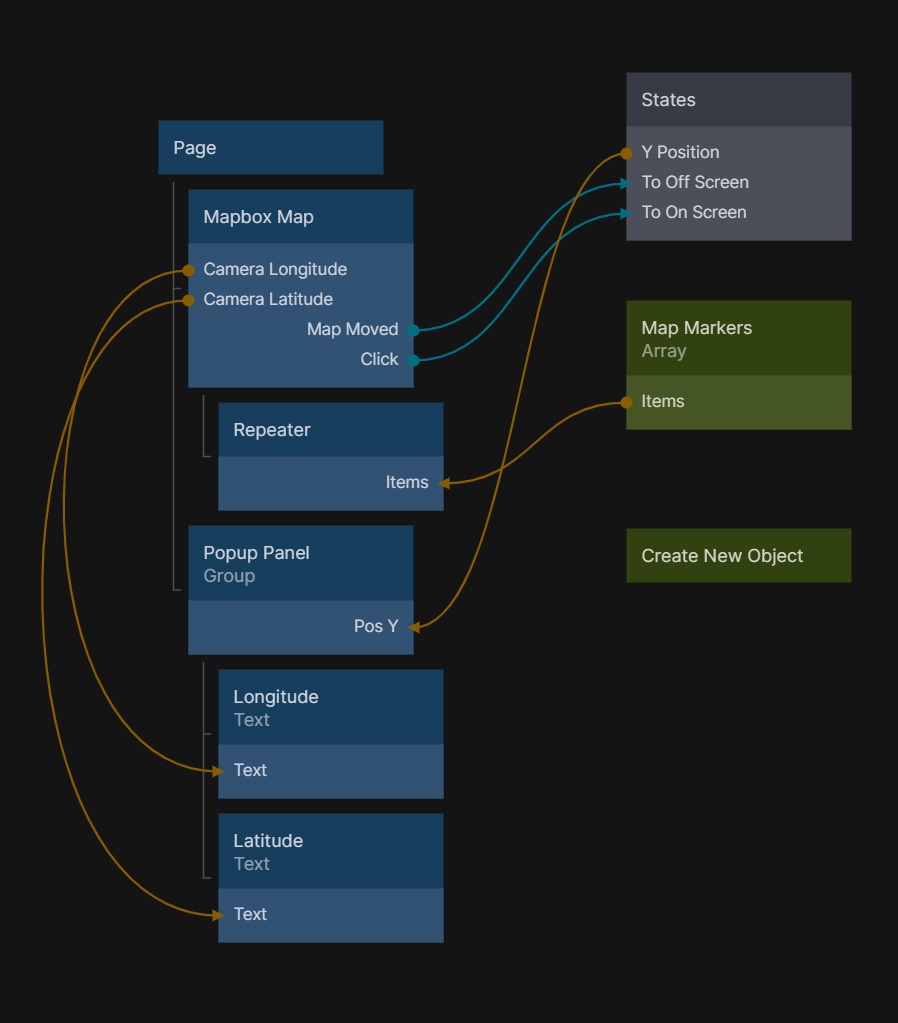 Page
Mapbox Map
Camera Longitude
Camera Latitude
Map Moved
Click
Repeater
Items
Popup Panel
Group
Pos Y
Longitude
Text
Text
Latitude
Text
Text
States
Y Position
To Off Screen
To On Screen
Map Markers
Array
Items
Create New Object